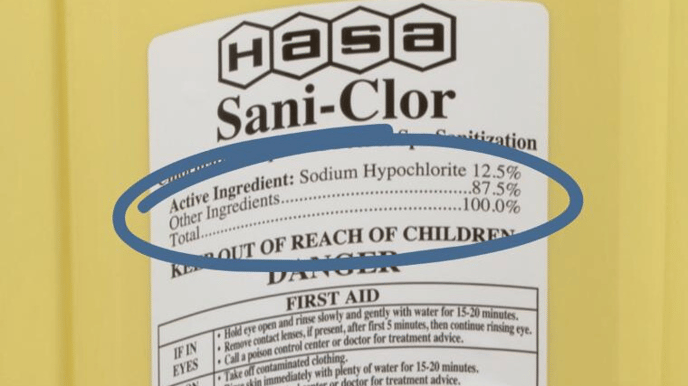 HASA
Sani-Clor
Spa Sanitization
Active Ingredient: Sodium Hypochlorite 12.5%
Other Ingredients..............................87.5%
Total..............................................100.0%
KEEP OUT OF REACH OF CHILDREN
DANGER
FIRST AID
IF IN EYES
• Hold eye open and rinse slowly and gently with water for 15-20 minutes.
• Remove contact lenses, if present, after first 5 minutes, then continue rinsing eye.
• Call a poison control center or doctor for treatment advice.
• Take off contaminated clothing.
skin immediately with plenty of water for 15-20 minutes.
or doctor for treatment advice.